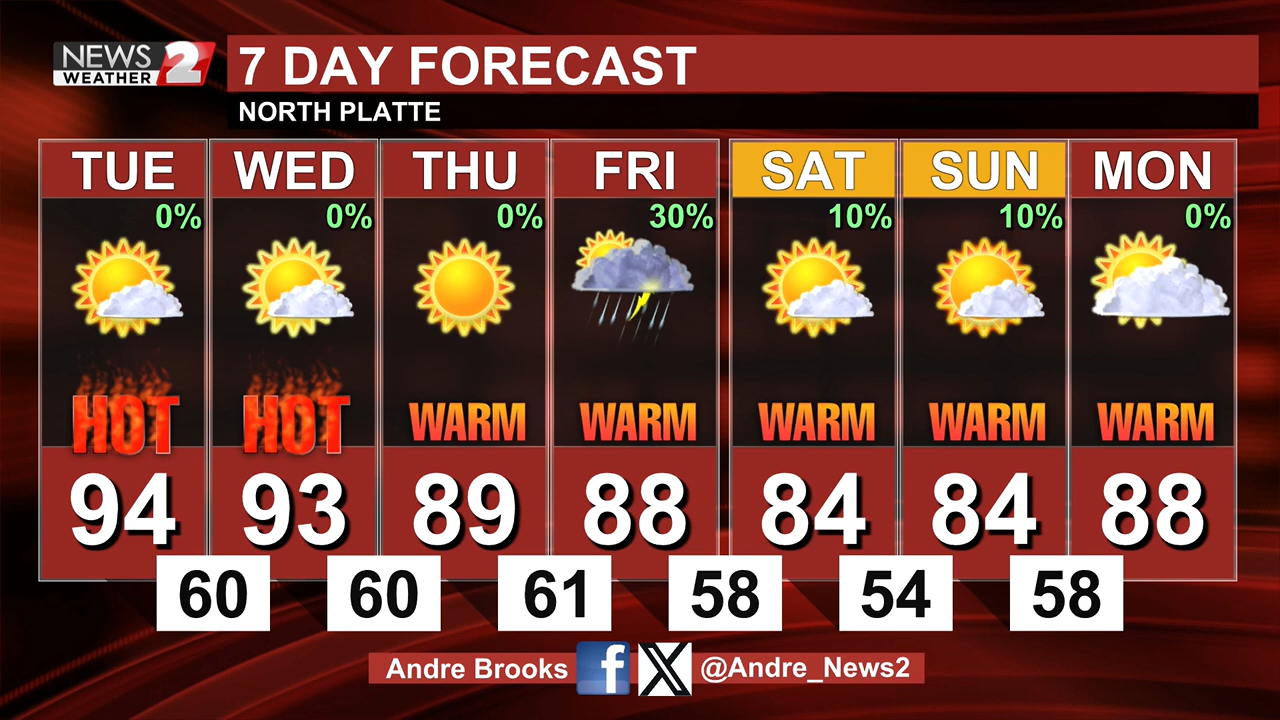 NEWS 2
WEATHER
7 DAY FORECAST
NORTH PLATTE
TUE WED THU FRI SAT SUN MON
0% 0% 0% 30% 10% 10% 0%
HOT HOT WARM WARM WARM WARM WARM
94 93 89 88 84 84 88
60 60 61 58 54 58
Andre Brooks f X @Andre_News2